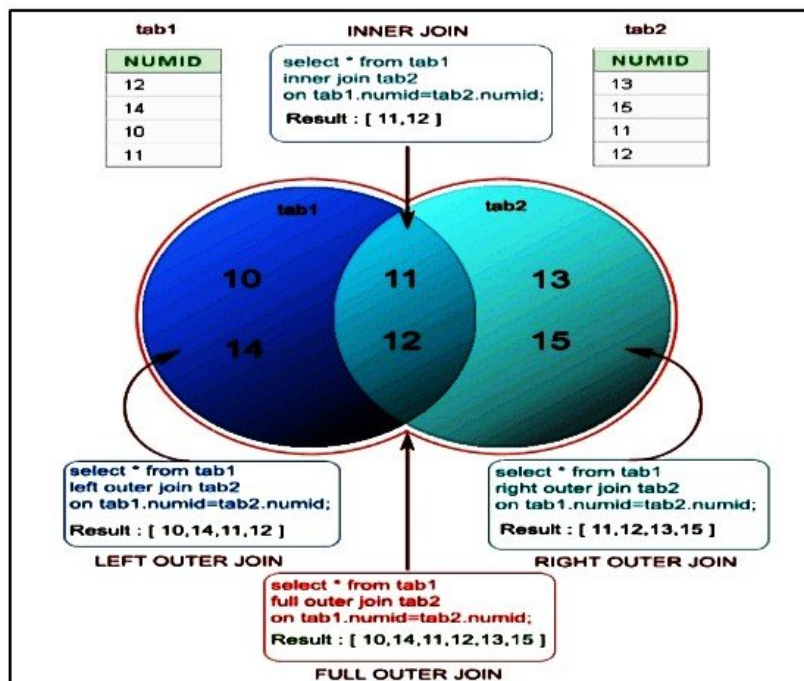 tab1
NUMID
12
14
10
11
INNER JOIN
select * from tab1
inner join tab2
on tab1.numid=tab2.numid;
Result : [ 11,12 ]
tab2
NUMID
13
15
11
12
tab1
10
14
11
12
tab2
13
15
select * from tab1
left outer join tab2
on tab1.numid=tab2.numid;
Result : [ 10,14,11,12 ]
LEFT OUTER JOIN
select * from tab1
right outer join tab2
on tab1.numid=tab2.numid;
Result : [ 11,12,13,15 ]
RIGHT OUTER JOIN
select * from tab1
full outer join tab2
on tab1.numid=tab2.numid;
Result : [ 10,14,11,12,13,15 ]
FULL OUTER JOIN